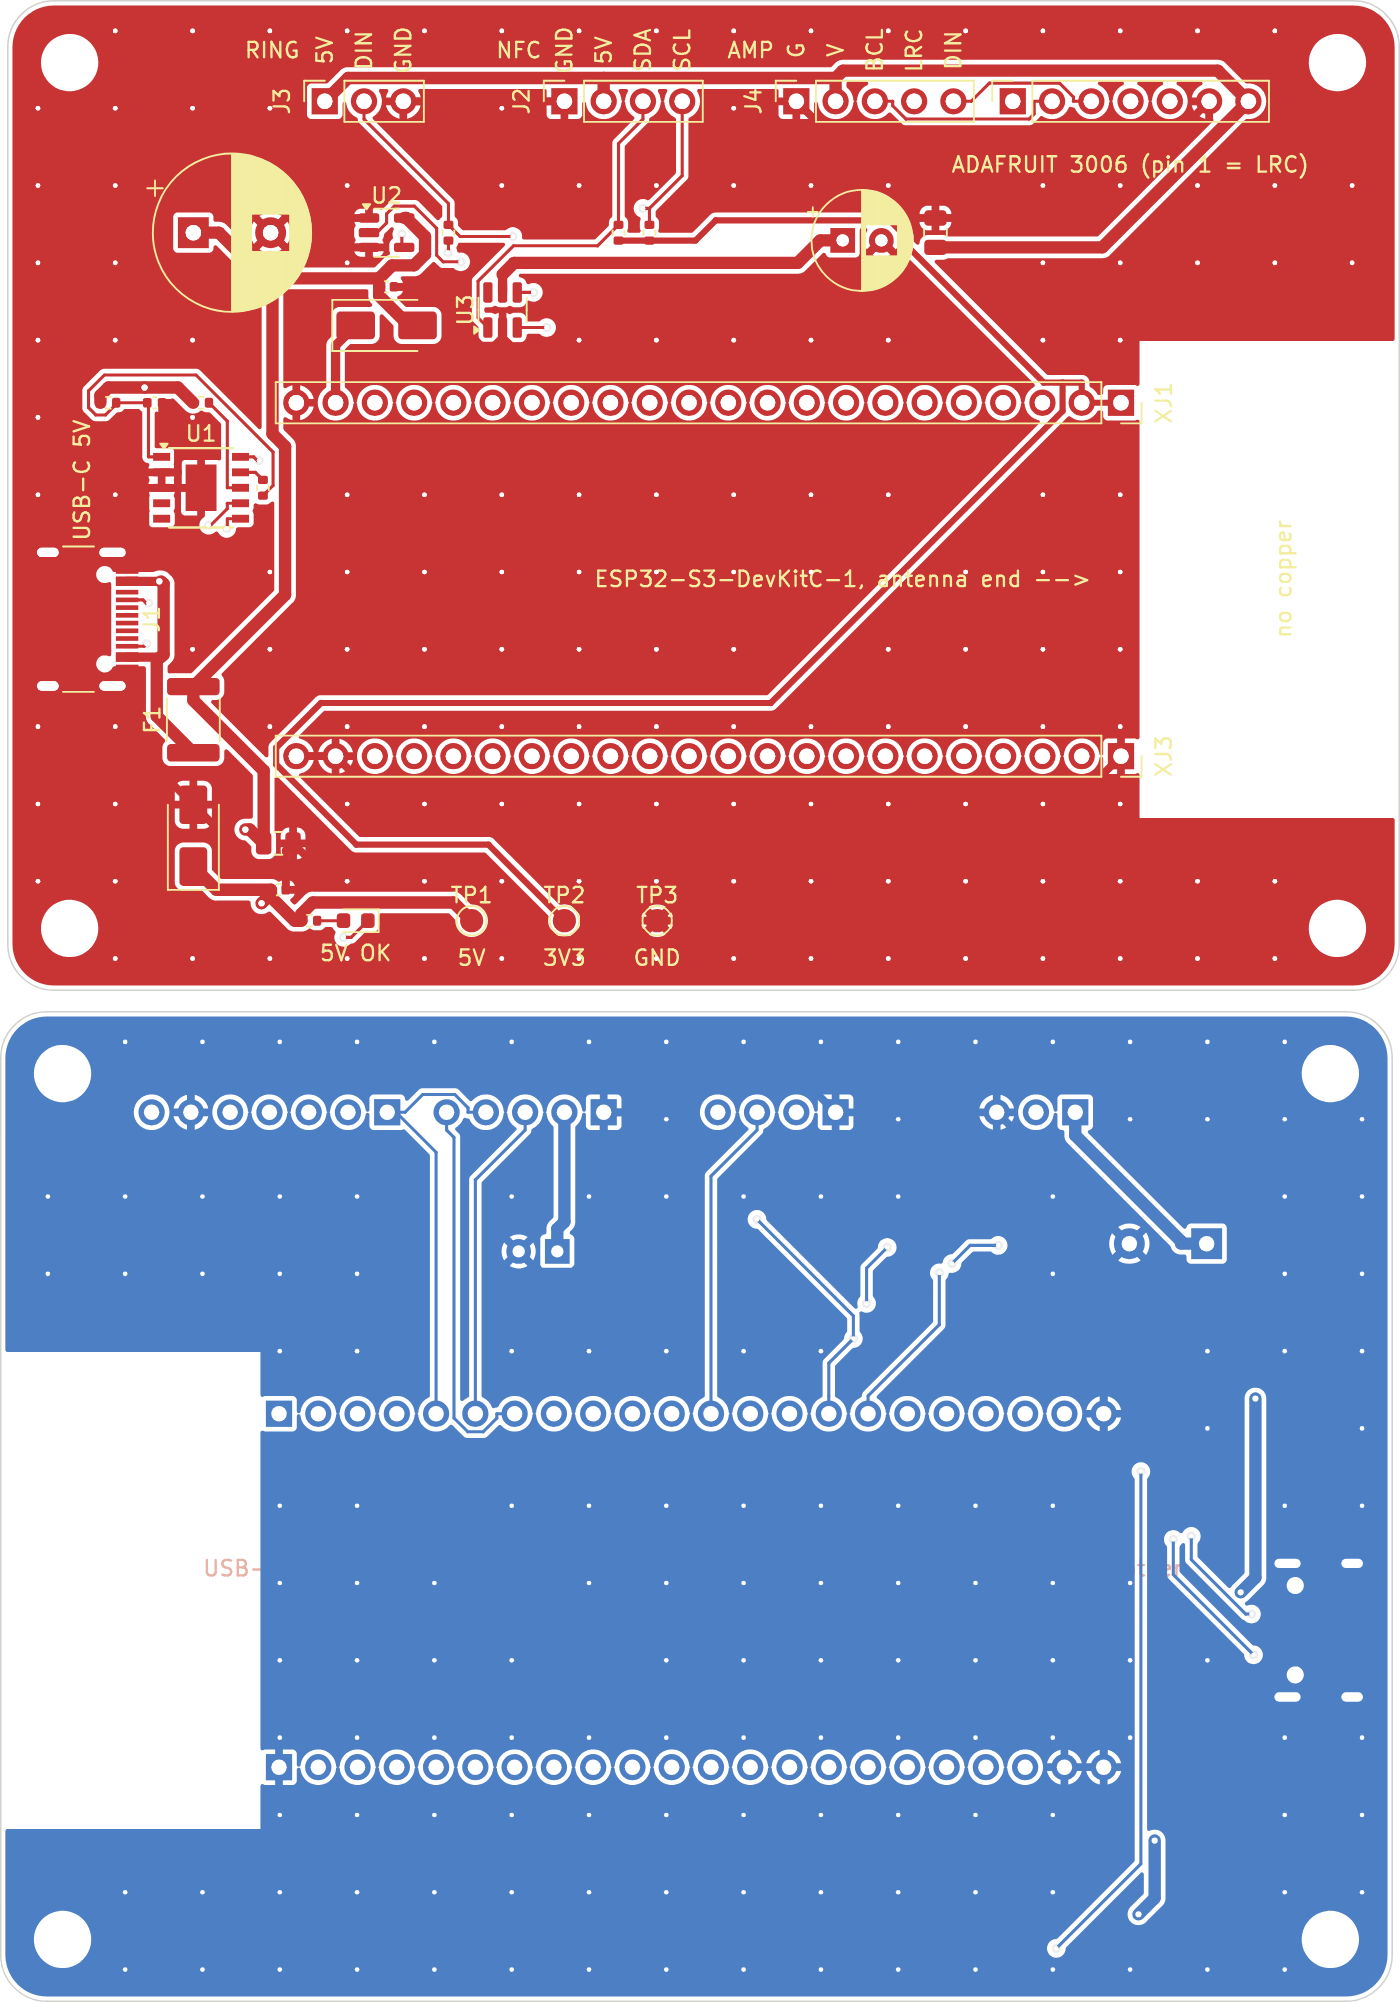 RING 5V DIN GND NFC GND 5V SDA SCL AMP G V BCL LRC DIN
J3 J2 J4
ADAFRUIT 3006 (pin 1 = LRC)
U2
U3
U1
USB-C 5V
XJ1
ESP32-S3-DevKitC-1, antenna end -->
no copper
J1
F1
XJ3
TP1 TP2 TP3
5V OK 5V 3V3 GND
USB-